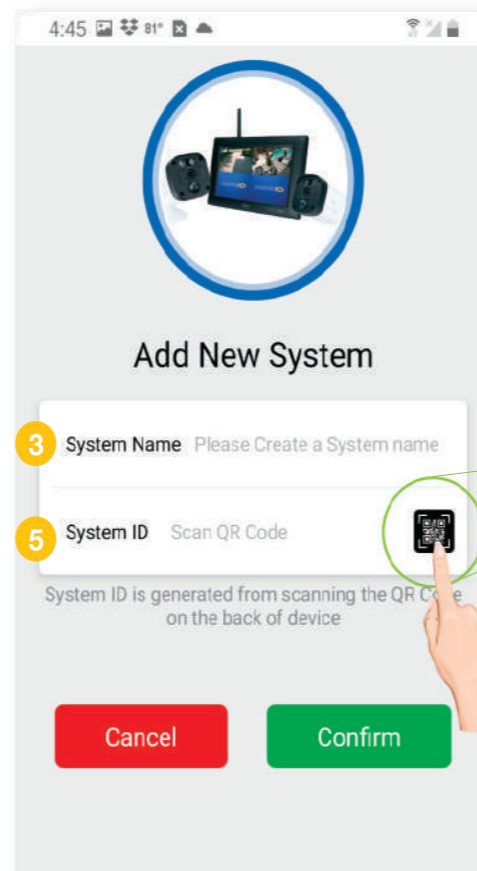 4:45 81°
Add New System
3 System Name Please Create a System name
5 System ID Scan QR Code
System ID is generated from scanning the QR
on the back of device
Cancel Confirm